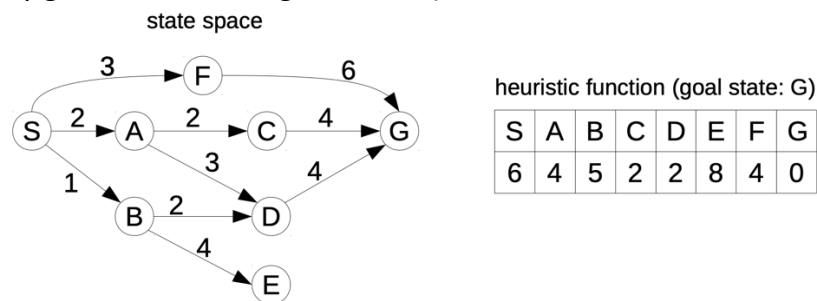 state space
3
F
6
heuristic function (goal state: G)
S
2
A
2
C
4
G
S A B C D E F G
6 4 5 2 2 8 4 0
3
4
1
B
2
D
4
E